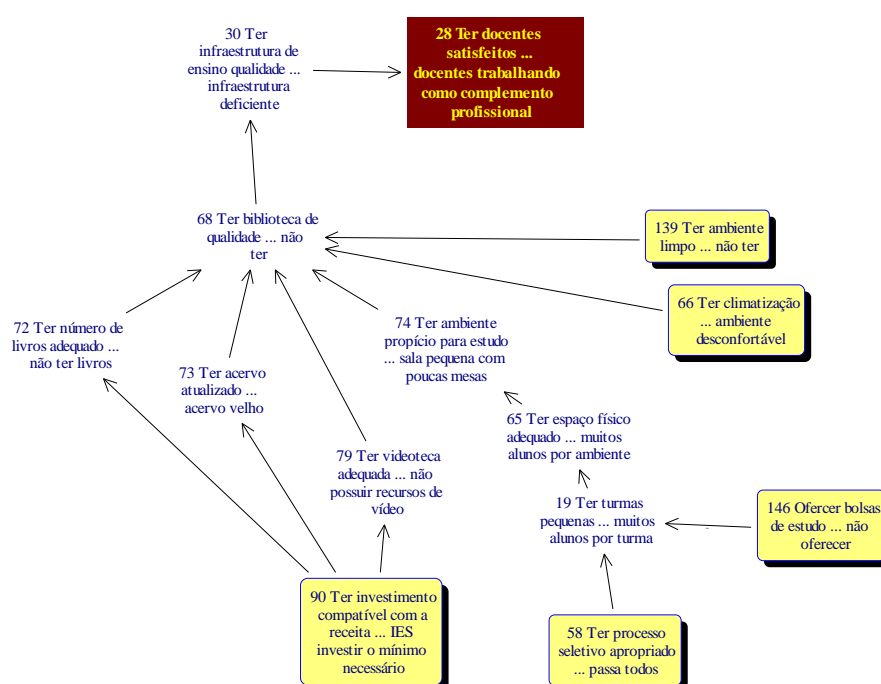 30 Ter
infraestrutura de
ensino qualidade ...
infraestrutura
deficiente
28 Ter docentes
satisfeitos ...
docentes trabalhando
como complemento
profissional
68 Ter biblioteca de
qualidade ... não
ter
139 Ter ambiente
limpo ... não ter
66 Ter climatização
... ambiente
desconfortável
72 Ter número de
livros adequado ...
não ter livros
73 Ter acervo
atualizado ...
acervo velho
74 Ter ambiente
propício para estudo
... sala pequena com
poucas mesas
65 Ter espaço físico
adequado ... muitos
alunos por ambiente
79 Ter videoteca
adequada ... não
possuir recursos de
vídeo
19 Ter turmas
pequenas ... muitos
alunos por turma
146 Ofercer bolsas
de estudo ... não
oferecer
90 Ter investimento
compatível com a
receita ... IES
investir o mínimo
necessário
58 Ter processo
seletivo apropriado
... passa todos